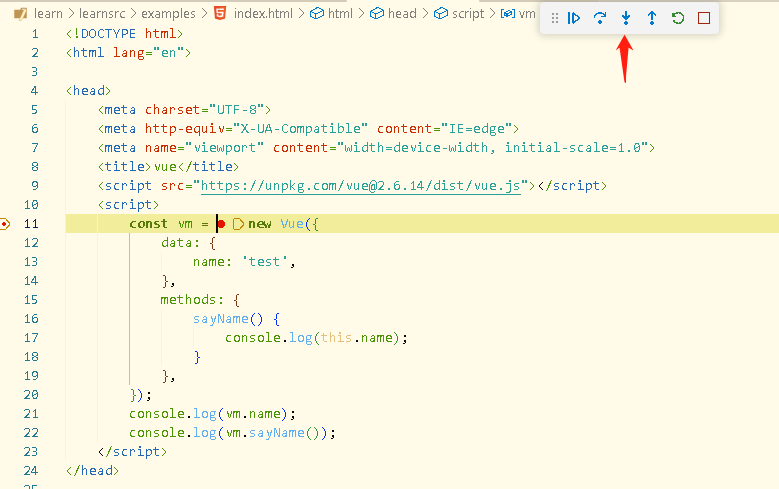 learn > learnsrc > examples > index.html > html > head > script > vm
1 <!DOCTYPE html>
2 <html lang="en">
3
4 <head>
5 <meta charset="UTF-8">
6 <meta http-equiv="X-UA-Compatible" content="IE=edge">
7 <meta name="viewport" content="width=device-width, initial-scale=1.0">
8 <title>vue</title>
9 <script src="https://unpkg.com/vue@2.6.14/dist/vue.js"></script>
10 <script>
11 const vm = new Vue({
12 data: {
13 name: 'test',
14 },
15 methods: {
16 sayName() {
17 console.log(this.name);
18 }
19 },
20 });
21 console.log(vm.name);
22 console.log(vm.sayName());
23 </script>
24 </head>
25